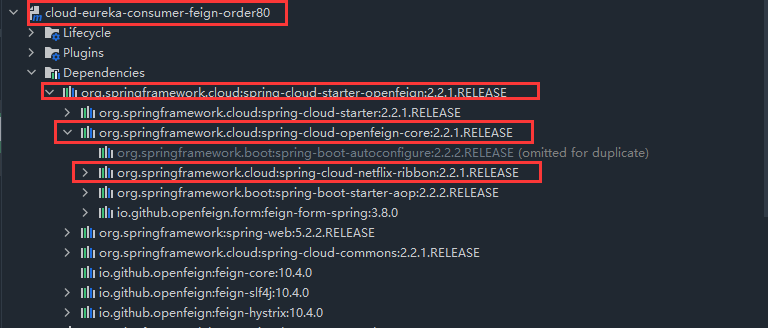 cloud-eureka-consumer-feign-order80
Lifecycle
Plugins
Dependencies
org.springframework.cloud:spring-cloud-starter-openfeign:2.2.1.RELEASE
org.springframework.cloud:spring-cloud-starter:2.2.1.RELEASE
org.springframework.cloud:spring-cloud-openfeign-core:2.2.1.RELEASE
org.springframework.boot:spring-boot-autoconfigure:2.2.2.RELEASE (omitted for duplicate)
org.springframework.cloud:spring-cloud-netflix-ribbon:2.2.1.RELEASE
org.springframework.boot:spring-boot-starter-aop:2.2.2.RELEASE
io.github.openfeign.form:feign-form-spring:3.8.0
org.springframework:spring-web:5.2.2.RELEASE
org.springframework.cloud:spring-cloud-commons:2.2.1.RELEASE
io.github.openfeign:feign-core:10.4.0
io.github.openfeign:feign-slf4j:10.4.0
io.github.openfeign:feign-hystrix:10.4.0